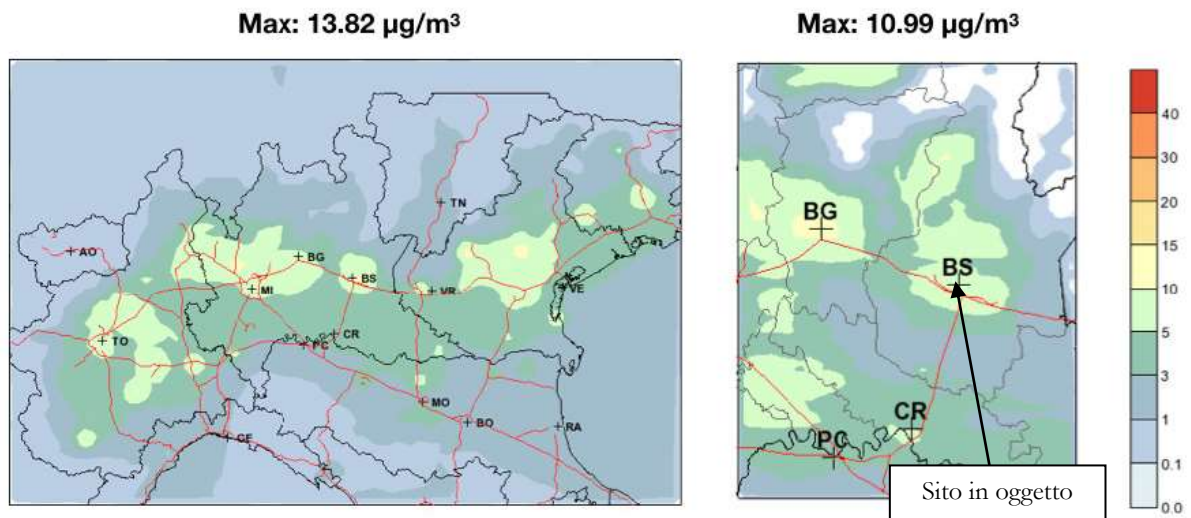 Max: 13.82 µg/m³
Max: 10.99 µg/m³
TN
AO
BG
BS
MI
VR
VE
TO
CR
PC
MO
BO
RA
GE
BG
BS
CR
PC
Sito in oggetto
40
30
20
15
10
5
3
1
0.1
0.0